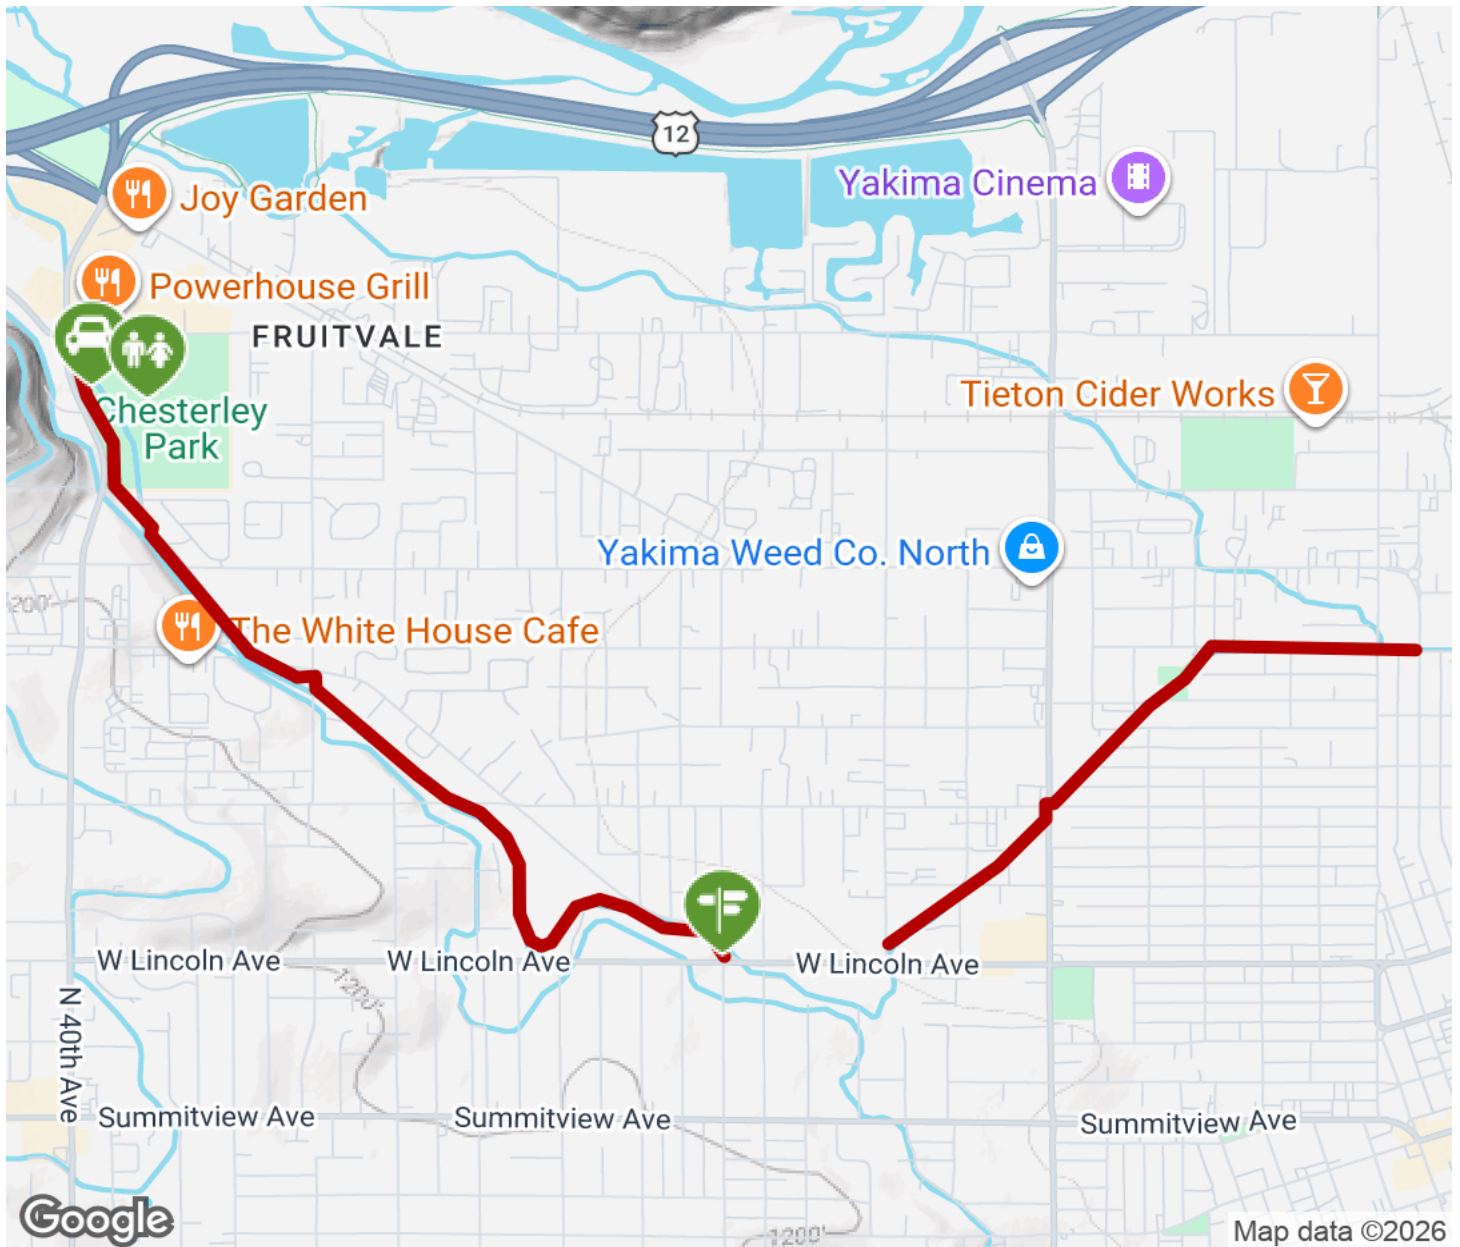 12
Yakima Cinema
Joy Garden
Powerhouse Grill
FRUITVALE
Tieton Cider Works
Chesterley
Park
Yakima Weed Co. North
1200'
The White House Cafe
W Lincoln Ave
W Lincoln Ave
W Lincoln Ave
1200'
N 40th Ave
Summitview Ave
Summitview Ave
Summitview Ave
Google
1200'
Map data ©2026